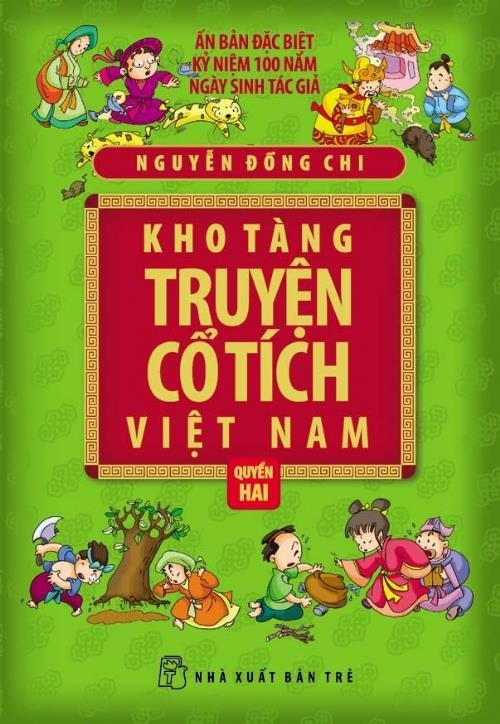 ẤN BẢN ĐẶC BIỆT
KỶ NIỆM 100 NĂM
NGÀY SINH TÁC GIẢ
NGUYỄN ĐỔNG CHI
KHO TÀNG
TRUYỆN
CỔ TÍCH
VIỆT NAM
QUYỂN
HAI
NHÀ XUẤT BẢN TRẺ